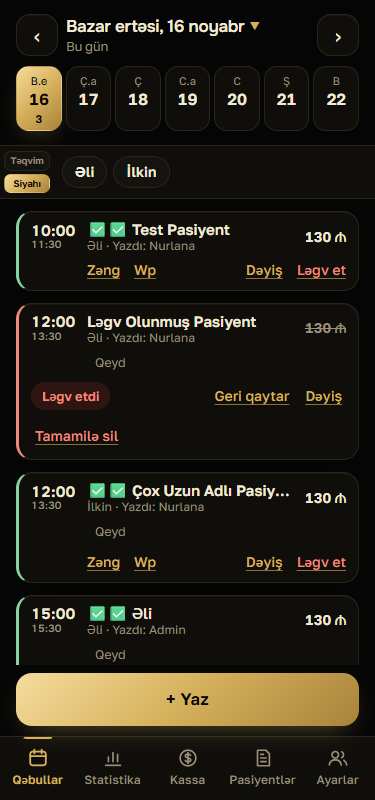 ‹
Bazar ertəsi, 16 noyabr ▼
Bu gün
›
B.e
16
3
Ç.a
17
Ç
18
C.a
19
C
20
Ş
21
B
22
Təqvim
Siyahı
Əli
İlkin
10:00 ✅ ✅ Test Pasiyent 130 ₼
11:30 Əli · Yazdı: Nurlana
Zəng Wp Dəyiş Ləğv et
12:00 Ləğv Olunmuş Pasiyent 130 ₼
13:30 Əli · Yazdı: Nurlana
Qeyd
Ləğv etdi Geri qaytar Dəyiş
Tamamilə sil
12:00 ✅ ✅ Çox Uzun Adlı Pasiy... 130 ₼
13:30 İlkin · Yazdı: Nurlana
Qeyd
Zəng Wp Dəyiş Ləğv et
15:00 ✅ ✅ Əli 130 ₼
15:30 Əli · Yazdı: Admin
Qeyd
+ Yaz
Qəbullar Statistika Kassa Pasiyentlər Ayarlar